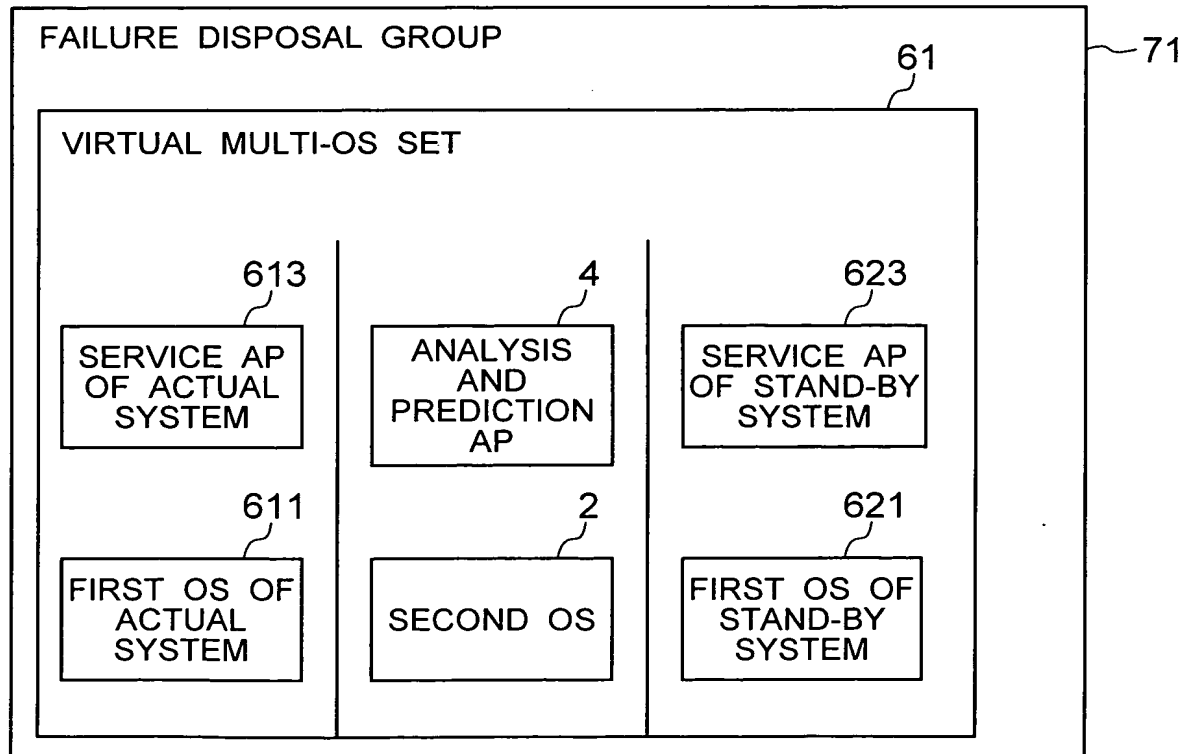 FAILURE DISPOSAL GROUP
71
61
VIRTUAL MULTI-OS SET
613
4
623
SERVICE AP
OF ACTUAL
SYSTEM
ANALYSIS
AND
PREDICTION
AP
SERVICE AP
OF STAND-BY
SYSTEM
611
2
621
FIRST OS OF
ACTUAL
SYSTEM
SECOND OS
FIRST OS OF
STAND-BY
SYSTEM